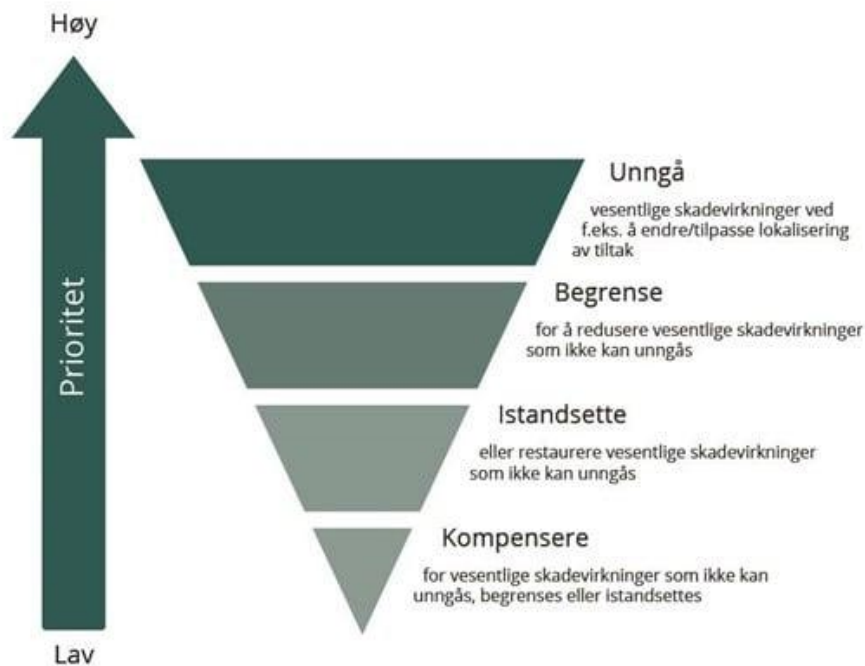 Høy
Prioritet
Unngå
vesentlige skadevirkninger ved
f.eks. å endre/tilpasse lokalisering
av tiltak
Begrense
for å redusere vesentlige skadevirkninger
som ikke kan unngås
Istandsette
eller restaurere vesentlige skadevirkninger
som ikke kan unngås
Kompensere
for vesentlige skadevirkninger som ikke kan
unngås, begrenses eller istandsettes
Lav